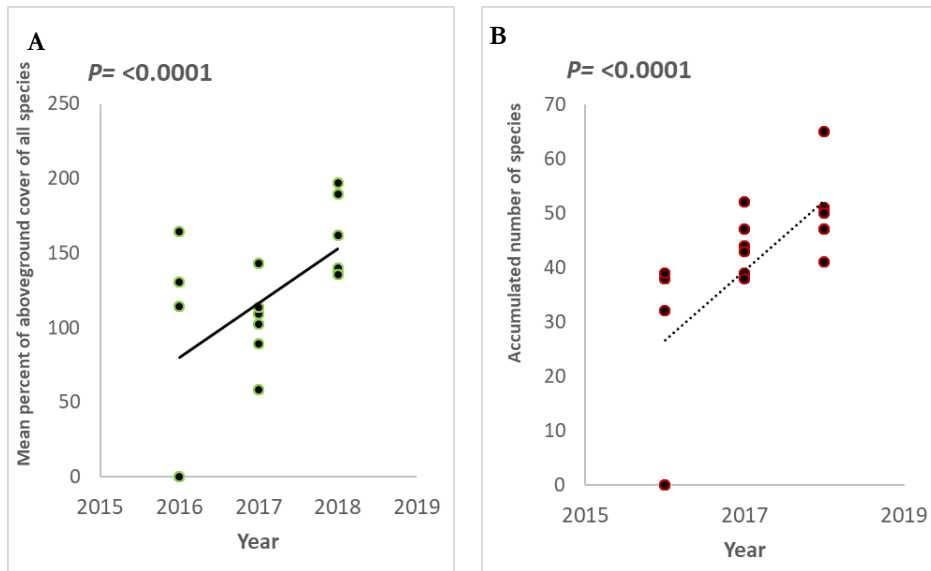 A
P= <0.0001
Mean percent of aboveground cover of all species
250
200
150
100
50
0
2015 2016 2017 2018 2019
Year
B
P= <0.0001
Accumulated number of species
70
60
50
40
30
20
10
0
2015 2017 2019
Year